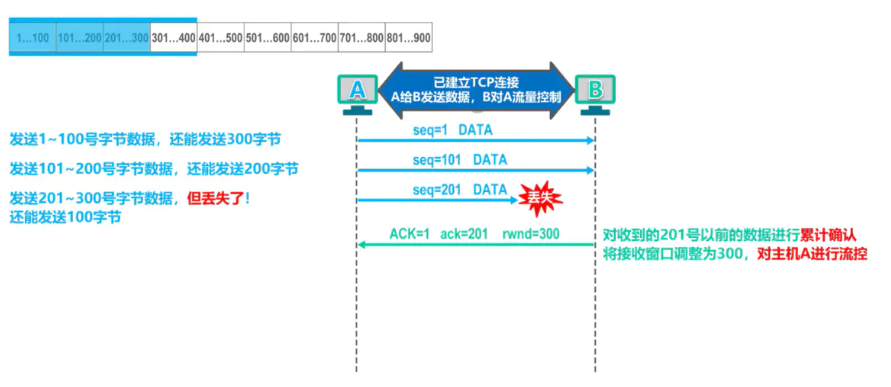 1…100 101…200 201…300 301…400 401…500 501…600 601…700 701…800 801…900
已建立TCP连接
A给B发送数据，B对A流量控制
A
B
发送1~100号字节数据，还能发送300字节
seq=1 DATA
发送101~200号字节数据，还能发送200字节
seq=101 DATA
发送201~300号字节数据，但丢失了！
还能发送100字节
seq=201 DATA
丢失
ACK=1 ack=201 rwnd=300
对收到的201号以前的数据进行累计确认
将接收窗口调整为300，对主机A进行流控